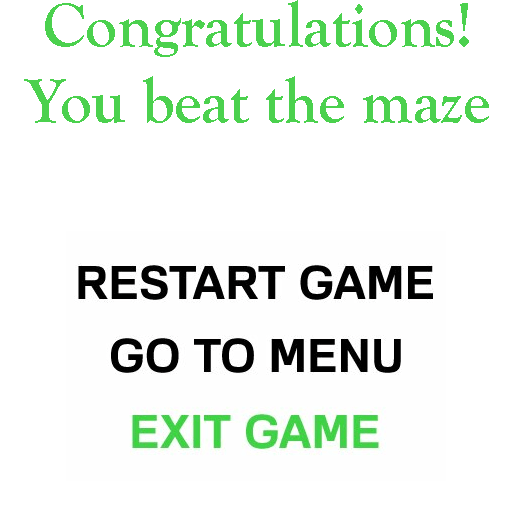 Congratulations!
You beat the maze
RESTART GAME
GO TO MENU
EXIT GAME